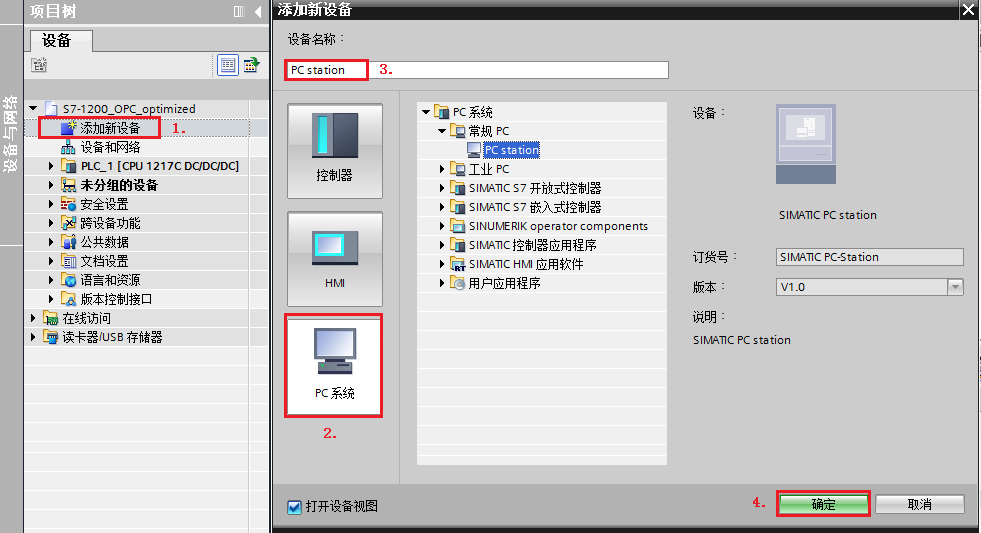 项目树
设备
设备与网络
S7-1200_OPC_optimized
添加新设备
1.
设备和网络
PLC_1 [CPU 1217C DC/DC/DC]
未分组的设备
安全设置
跨设备功能
公共数据
文档设置
语言和资源
版本控制接口
在线访问
读卡器/USB 存储器
添加新设备
设备名称：
PC station
3.
控制器
HMI
PC 系统
2.
PC 系统
常规 PC
PC station
工业 PC
SIMATIC S7 开放式控制器
SIMATIC S7 嵌入式控制器
SINUMERIK operator components
SIMATIC 控制器应用程序
RT
SIMATIC HMI 应用软件
用户应用程序
设备：
SIMATIC PC station
订货号：
SIMATIC PC-Station
版本：
V1.0
说明：
SIMATIC PC station
打开设备视图
4.
确定
取消